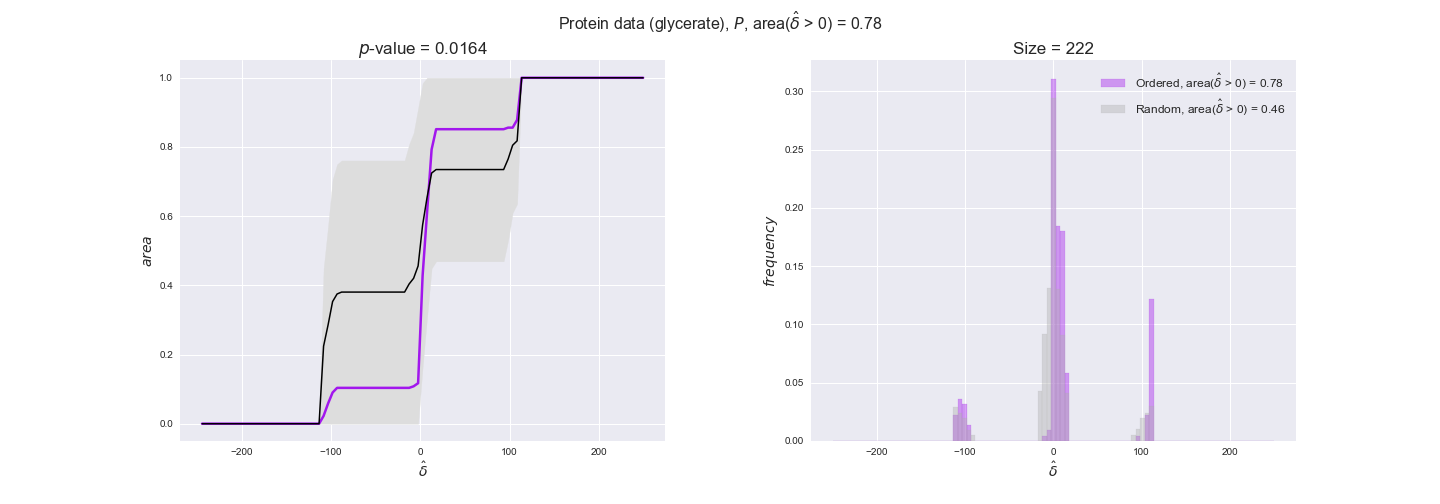 Protein data (glycerate), P, area(δ̂ > 0) = 0.78
p-value = 0.0164
1.0
0.8
0.6
0.4
0.2
0.0
area
−200
−100
0
100
200
δ̂
Size = 222
Ordered, area(δ̂ > 0) = 0.78
Random, area(δ̂ > 0) = 0.46
0.30
0.25
0.20
0.15
0.10
0.05
0.00
frequency
−200
−100
0
100
200
δ̂